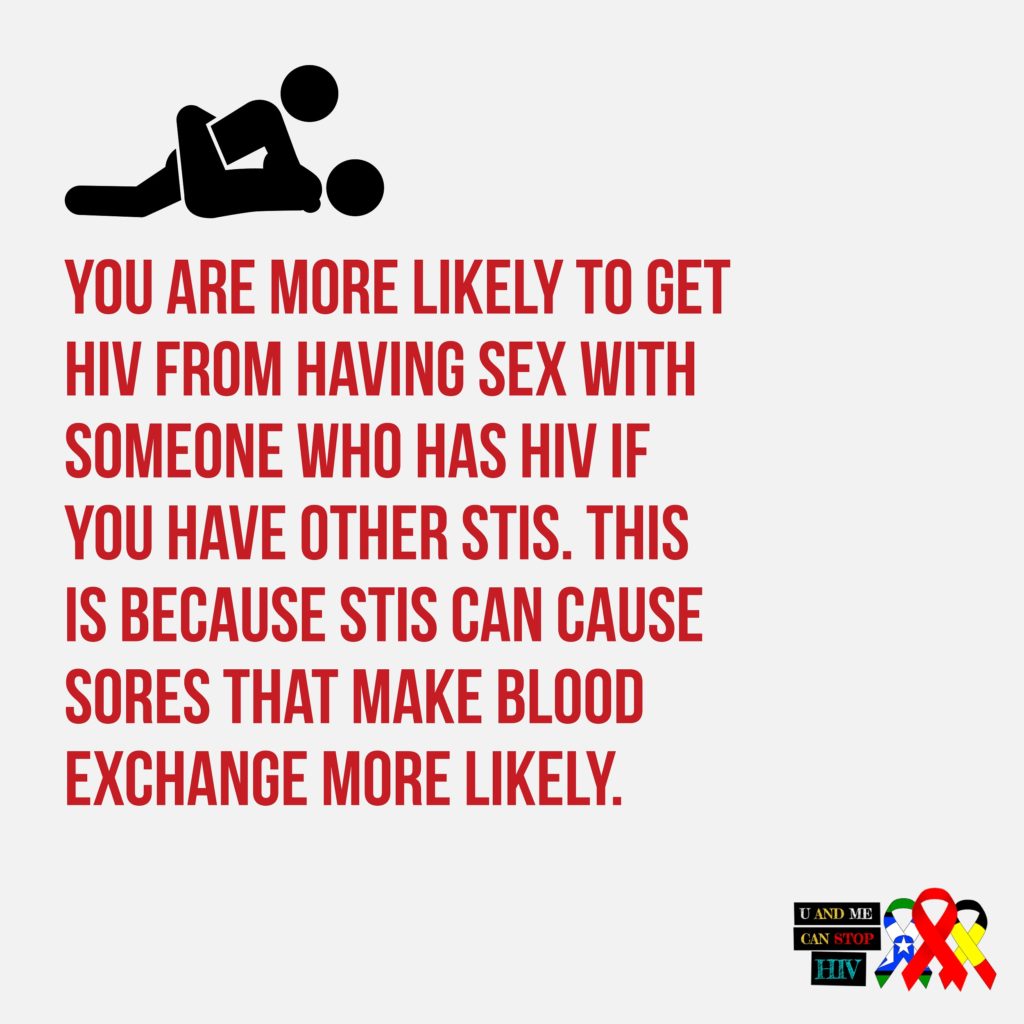 YOU ARE MORE LIKELY TO GET
HIV FROM HAVING SEX WITH
SOMEONE WHO HAS HIV IF
YOU HAVE OTHER STIS. THIS
IS BECAUSE STIS CAN CAUSE
SORES THAT MAKE BLOOD
EXCHANGE MORE LIKELY.
U AND ME
CAN STOP
HIV